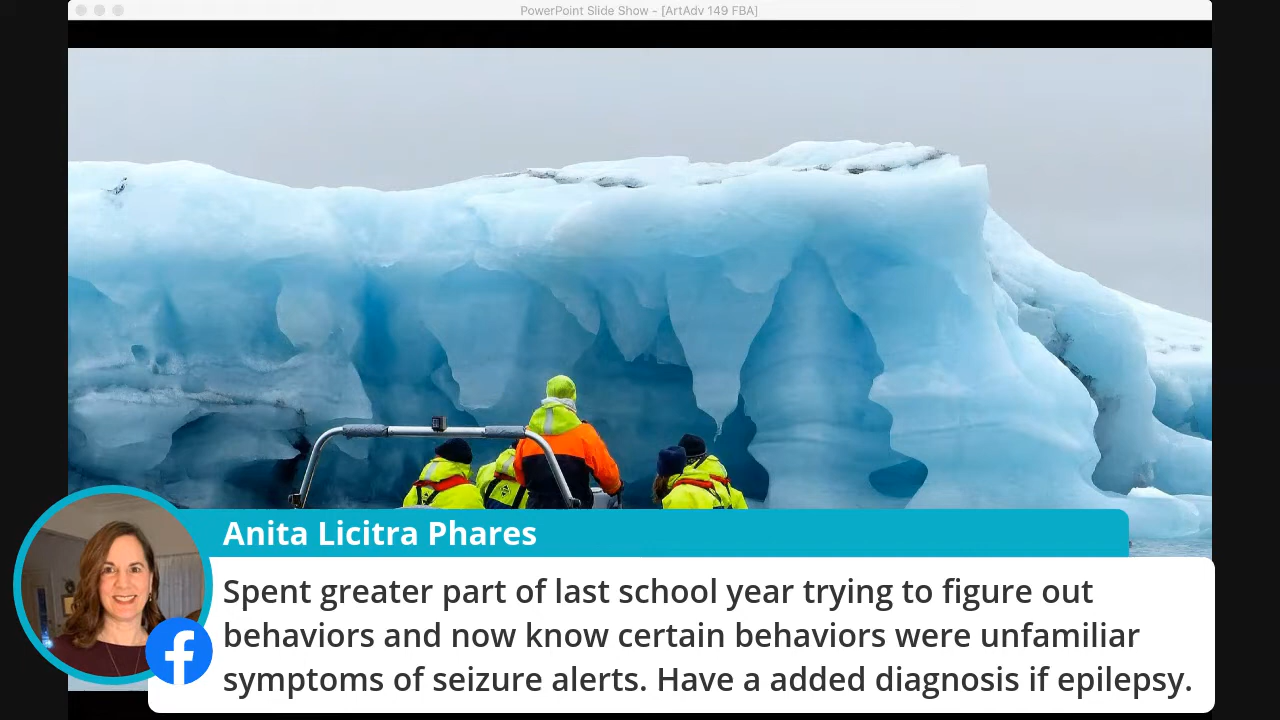 PowerPoint Slide Show - [ArtAdv 149 FBA]
Anita Licitra Phares
Spent greater part of last school year trying to figure out
behaviors and now know certain behaviors were unfamiliar
symptoms of seizure alerts. Have a added diagnosis if epilepsy.